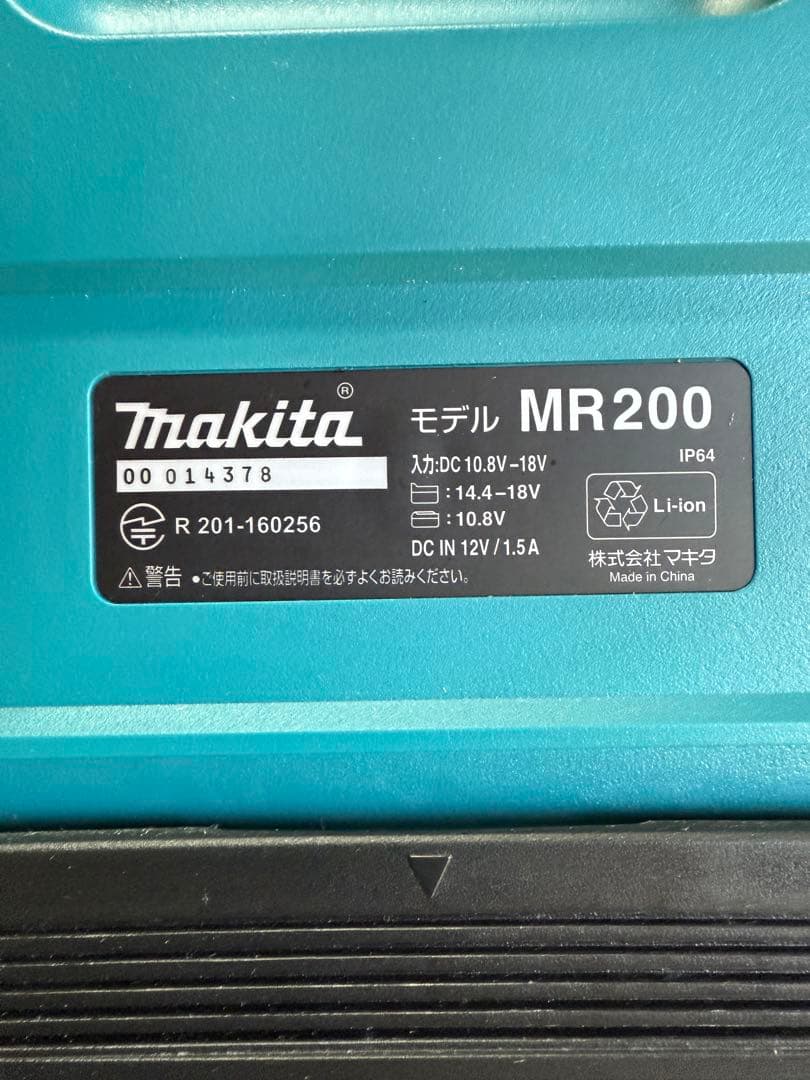 makita®
00 014378
R 201-160256
モデル MR200
IP64
入力:DC 10.8V-18V
: 14.4-18V
: 10.8V
DC IN 12V / 1.5A
Li-ion
株式会社マキタ
Made in China
警告 ●ご使用前に取扱説明書を必ずよくお読みください。